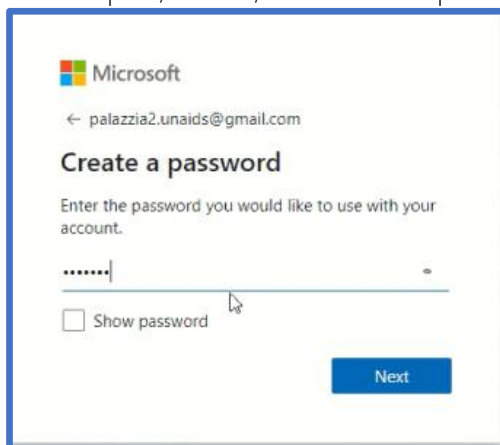 Microsoft
← palazzia2.unaids@gmail.com
Create a password
Enter the password you would like to use with your
account.
•••••••
Show password
Next